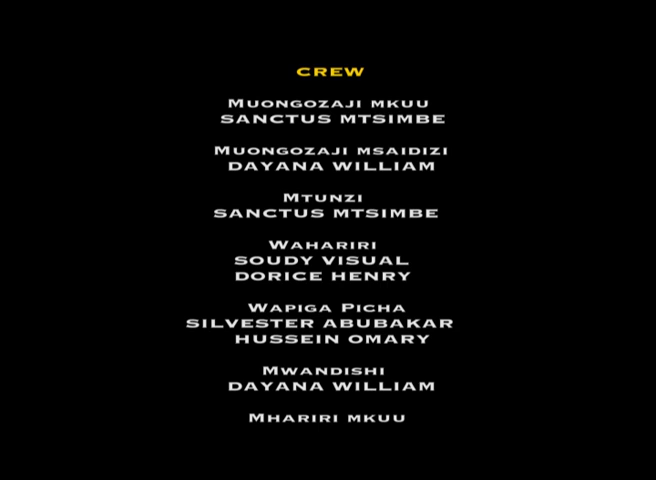 CREW
Muongozaji mkuu
SANCTUS MTSIMBE
Muongozaji msaidizi
DAYANA WILLIAM
Mtunzi
SANCTUS MTSIMBE
Wahariri
SOUDY VISUAL
DORICE HENRY
Wapiga Picha
SILVESTER ABUBAKAR
HUSSEIN OMARY
Mwandishi
DAYANA WILLIAM
Mhariri mkuu